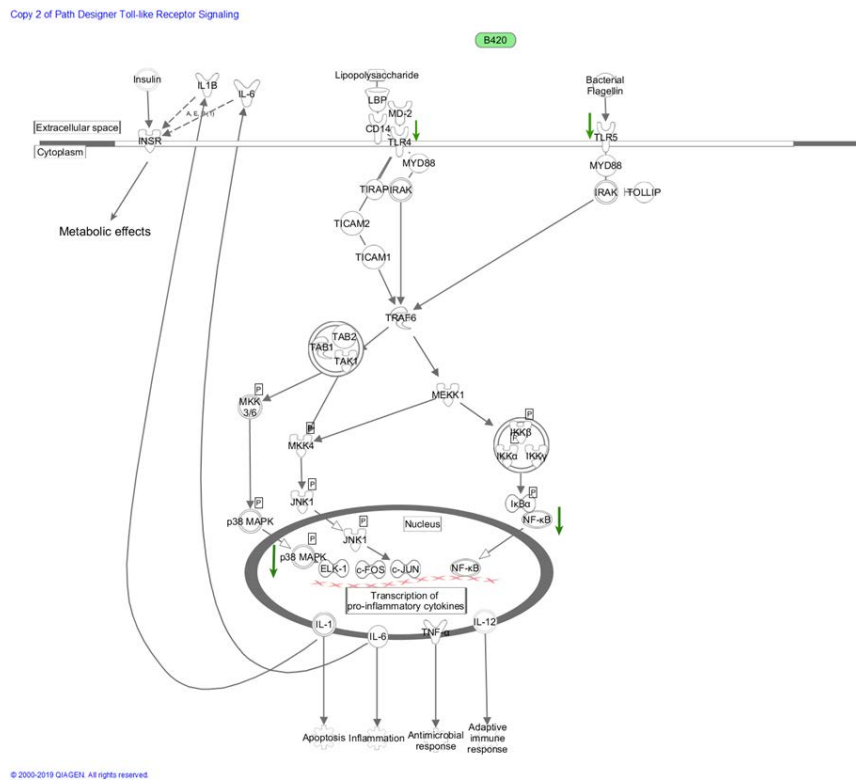 Copy 2 of Path Designer Toll-like Receptor Signaling
B420
Insulin
IL1B
IL-6
Lipopolysaccharide
Bacterial
Flagellin
LBP
MD-2
CD14
TLR4
TLR5
Extracellular space
INSR
Cytoplasm
MYD88
MYD88
TIRAP
IRAK
IRAK
TOLLIP
TICAM2
Metabolic effects
TICAM1
TRAF6
TAB2
TAB1
TAK1
MEKK1
P
MKK
3/6
P
IKKβ
P
MKK4
IKKα
IKKγ
P
JNK1
P
IκBα
P
p38 MAPK
NF-κB
Nucleus
P
JNK1
P
p38 MAPK
ELK-1
c-FOS
c-JUN
NF-κB
Transcription of
pro-inflammatory cytokines
IL-1
IL-6
TNF-α
IL-12
Apoptosis
Inflammation
Antimicrobial
response
Adaptive
immune
response
© 2000-2019 QIAGEN. All rights reserved.